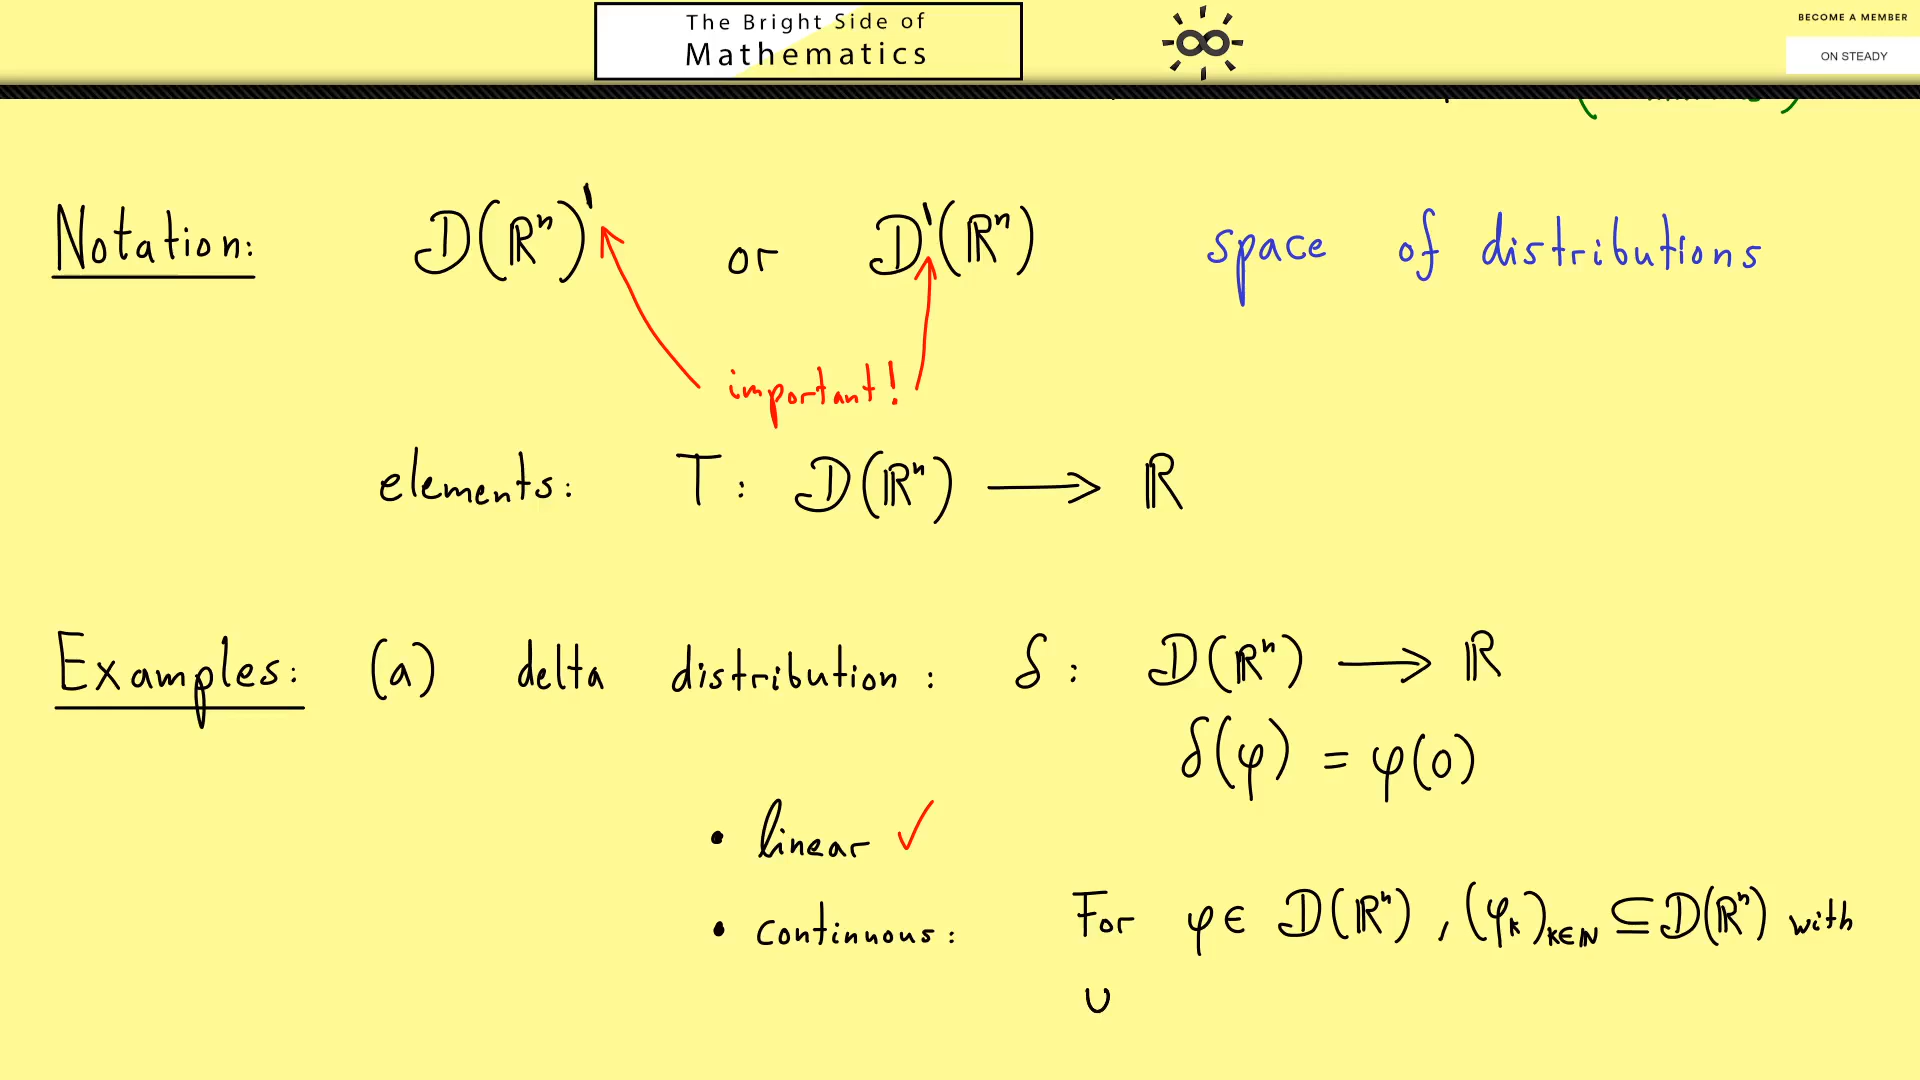 The Bright Side of
Mathematics
BECOME A MEMBER
ON STEADY
Notation: 𝒟(ℝⁿ)' or 𝒟'(ℝⁿ) space of distributions
important!
elements: T: 𝒟(ℝⁿ) ⟶ ℝ
Examples: (a) delta distribution: δ: 𝒟(ℝⁿ) ⟶ ℝ
δ(φ) = φ(0)
• linear ✓
• continuous: For φ ∈ 𝒟(ℝⁿ), (φₖ)ₖ∈ℕ ⊆ 𝒟(ℝⁿ) with